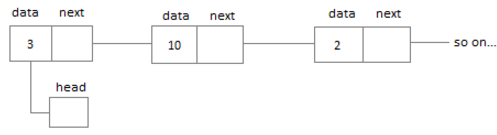 data next data next data next
3 10 2 so on...
head